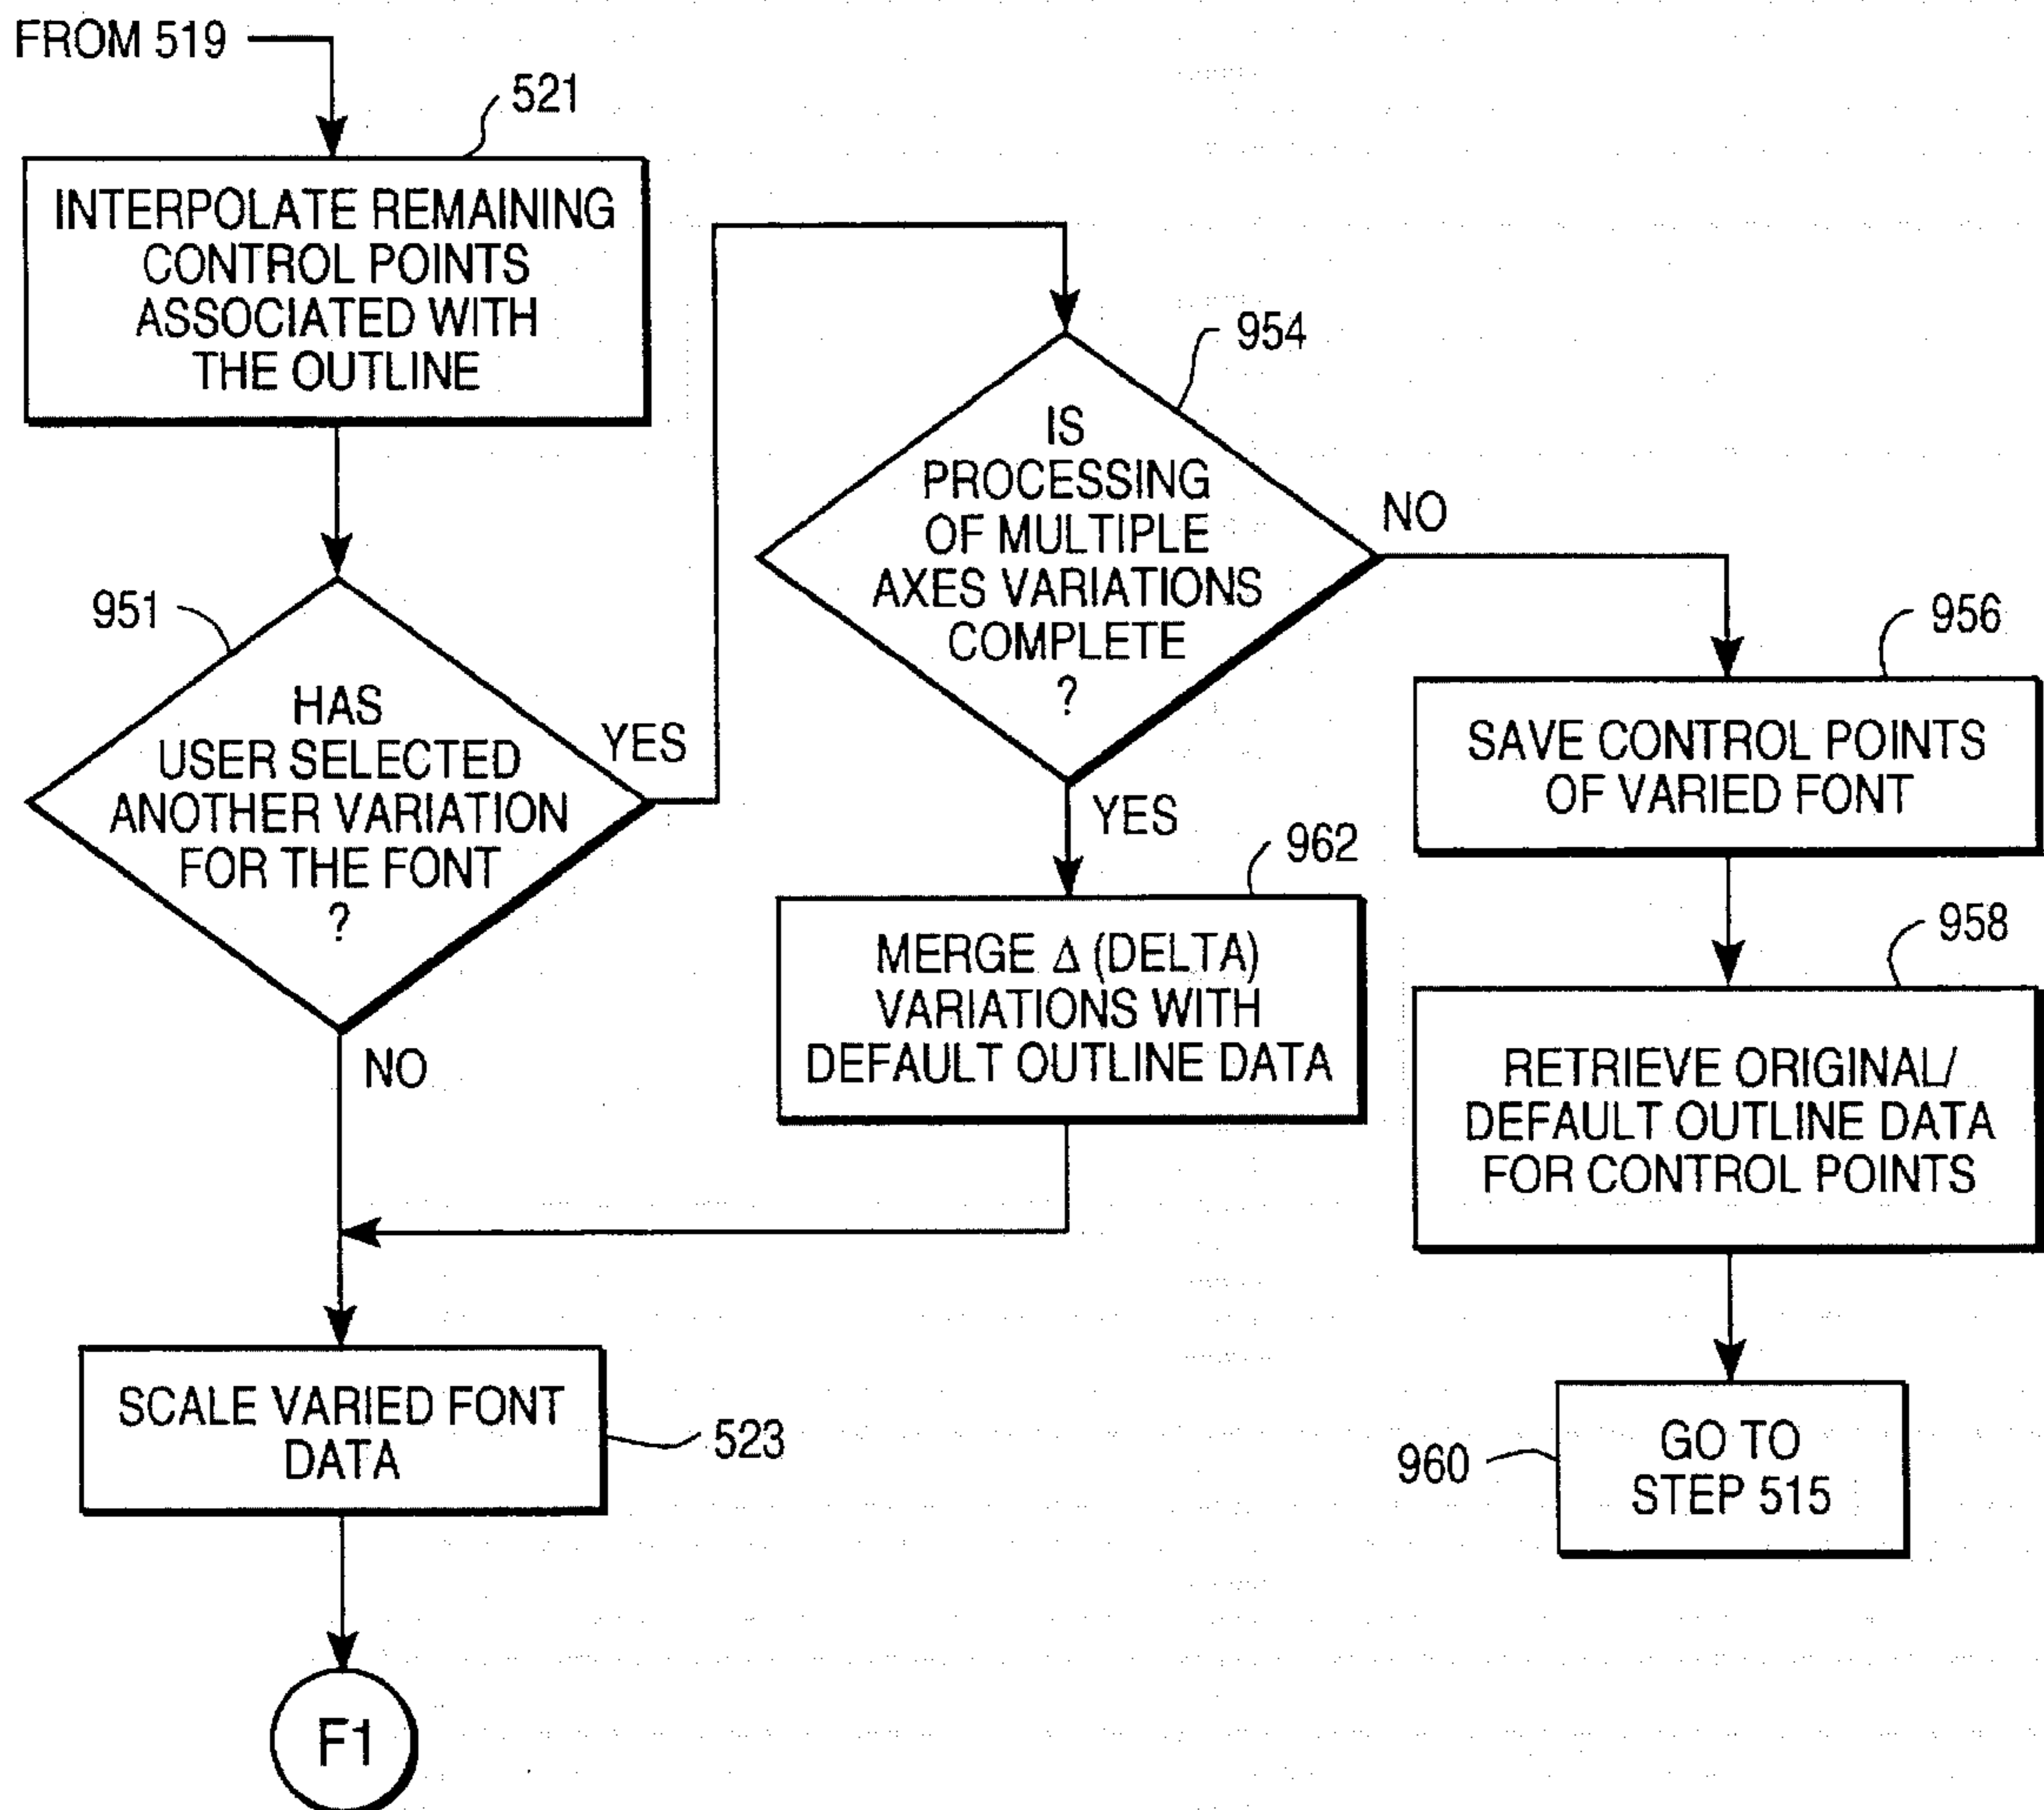 FROM 519
521
INTERPOLATE REMAINING
CONTROL POINTS
ASSOCIATED WITH
THE OUTLINE
951
HAS
USER SELECTED
ANOTHER VARIATION
FOR THE FONT
?
YES
NO
954
IS
PROCESSING
OF MULTIPLE
AXES VARIATIONS
COMPLETE
?
NO
YES
956
SAVE CONTROL POINTS
OF VARIED FONT
958
RETRIEVE ORIGINAL/
DEFAULT OUTLINE DATA
FOR CONTROL POINTS
960
GO TO
STEP 515
962
MERGE Δ (DELTA)
VARIATIONS WITH
DEFAULT OUTLINE DATA
SCALE VARIED FONT
DATA
523
F1